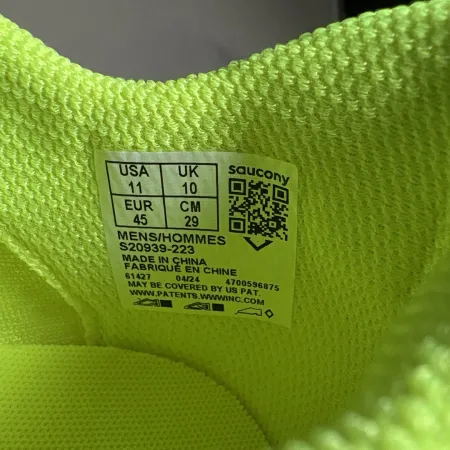 USA UK saucony
11 10
EUR CM
45 29
MENS/HOMMES
S20939-223
MADE IN CHINA
FABRIQUÉ EN CHINE
61427 04/24 4700596875
MAY BE COVERED BY US PAT.
WWW.PATENTS.WWWINC.COM